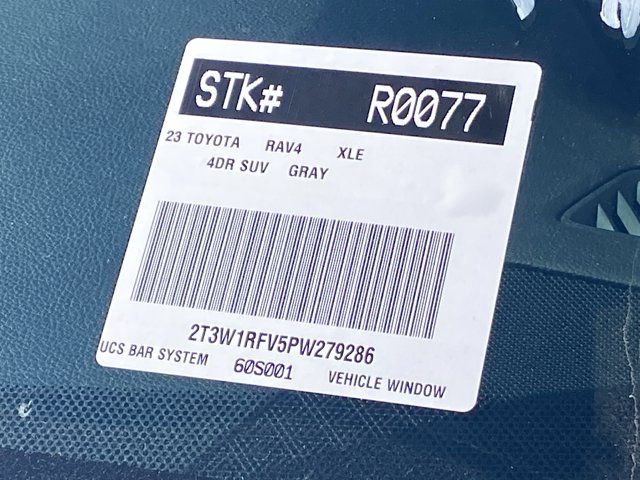 STK# R0077
23 TOYOTA RAV4 XLE
4DR SUV GRAY
2T3W1RFV5PW279286
UCS BAR SYSTEM 60S001 VEHICLE WINDOW